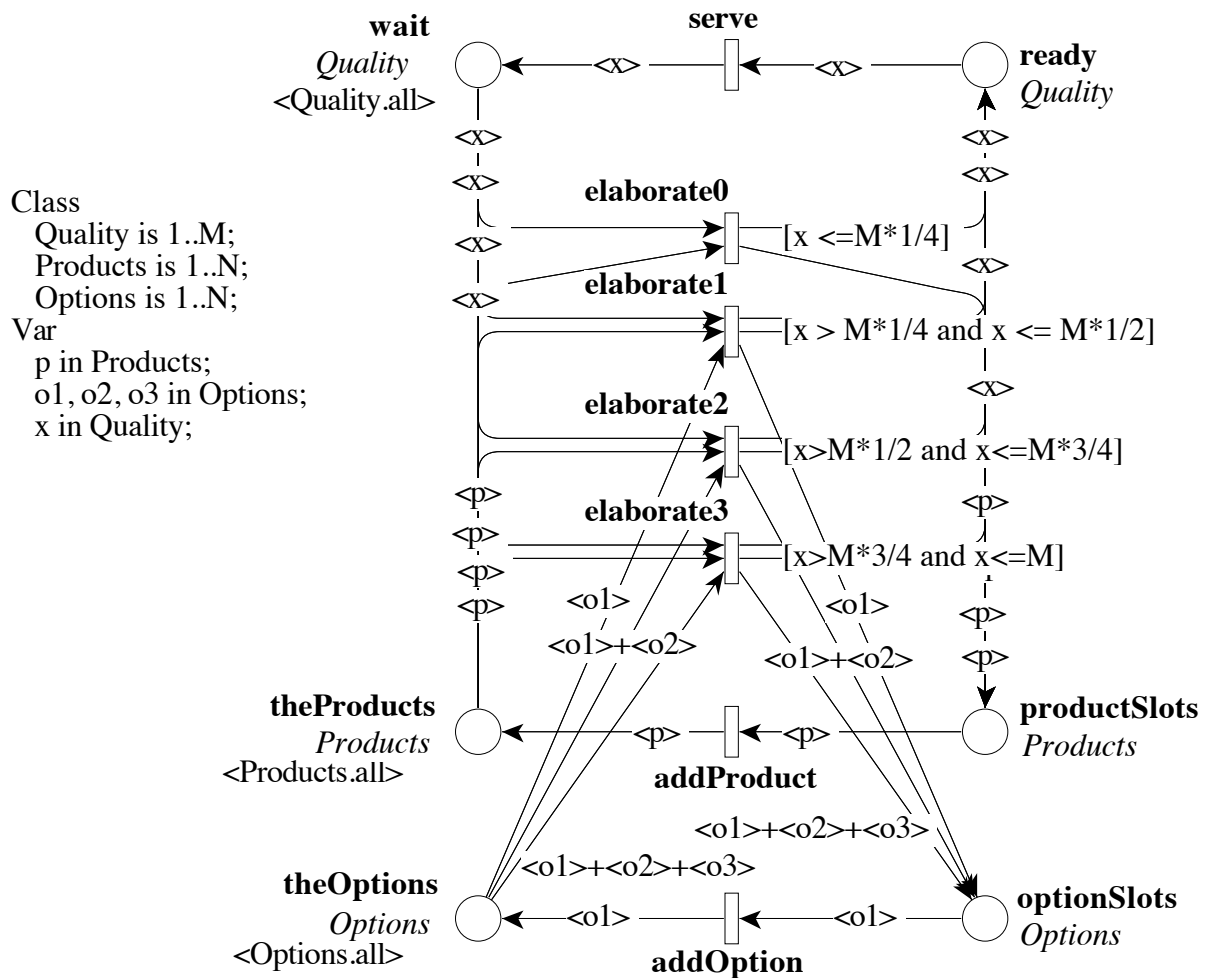 serve
wait
ready
Quality
<x>
<x>
Quality
<Quality.all>
<x>
<x>
<x>
<x>
Class
elaborate0
Quality is 1..M;
<x>
[x <=M*1/4]
Products is 1..N;
<x>
Options is 1..N;
elaborate1
<x>
Var
[x > M*1/4 and x <= M*1/2]
p in Products;
o1, o2, o3 in Options;
<x>
x in Quality;
elaborate2
[x>M*1/2 and x<=M*3/4]
<p>
<p>
elaborate3
<p>
[x>M*3/4 and x<=M]
<p>
<p>
<o1>
<o1>
<p>
<o1>+<o2>
<o1>+<o2>
<p>
theProducts
productSlots
Products
<p>
<p>
Products
<Products.all>
addProduct
<o1>+<o2>+<o3>
<o1>+<o2>+<o3>
theOptions
optionSlots
Options
<o1>
<o1>
Options
<Options.all>
addOption